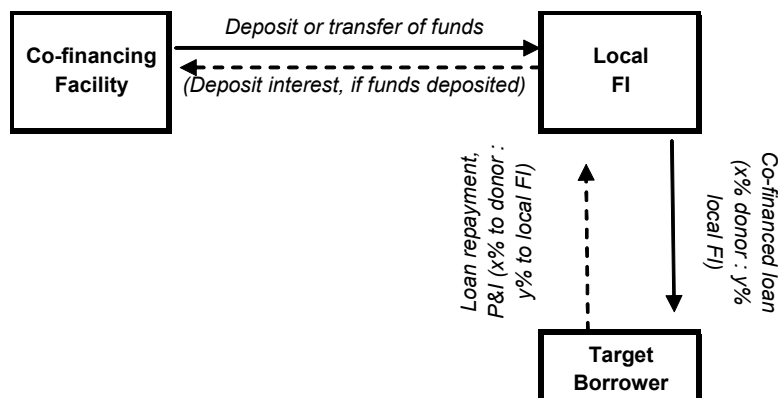 Deposit or transfer of funds
Co-financing
Facility
(Deposit interest, if funds deposited)
Local
FI
Loan repayment,
P&I (x% to donor :
y% to local FI)
Co-financed loan
(x% donor : y%
local FI)
Target
Borrower